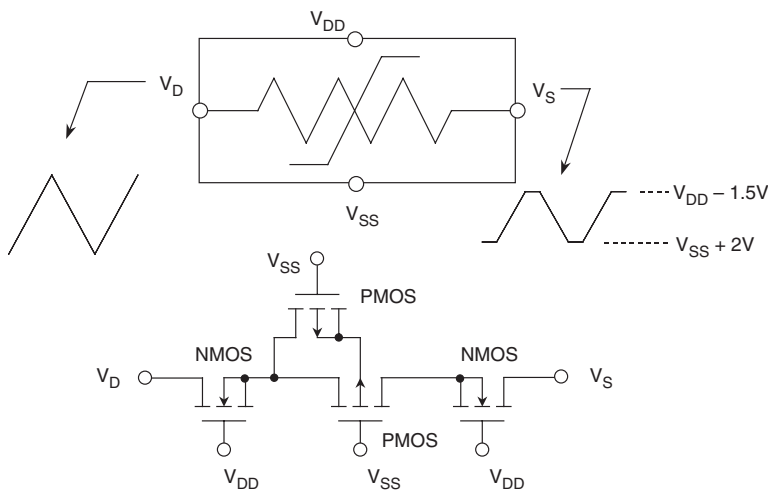 V_DD
V_D
V_S
V_SS
V_DD – 1.5V
V_SS + 2V
V_SS
PMOS
NMOS
NMOS
V_D
V_S
PMOS
V_DD
V_SS
V_DD